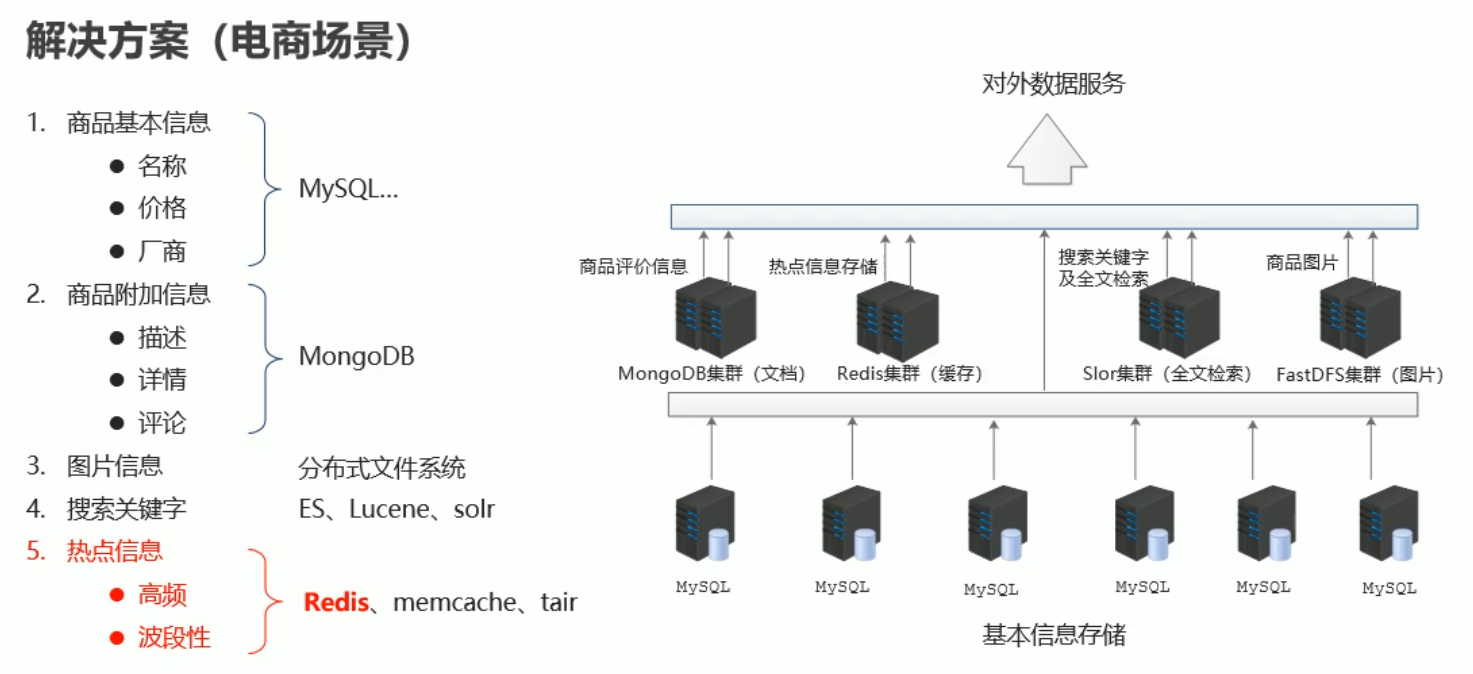 解决方案（电商场景）
1. 商品基本信息
● 名称
● 价格
● 厂商
MySQL...
2. 商品附加信息
● 描述
● 详情
● 评论
MongoDB
3. 图片信息 分布式文件系统
4. 搜索关键字 ES、Lucene、solr
5. 热点信息
● 高频
● 波段性
Redis、memcache、tair
对外数据服务
商品评价信息
热点信息存储
搜索关键字
及全文检索
商品图片
MongoDB集群（文档）
Redis集群（缓存）
Slor集群（全文检索）
FastDFS集群（图片）
MySQL
MySQL
MySQL
MySQL
MySQL
MySQL
基本信息存储